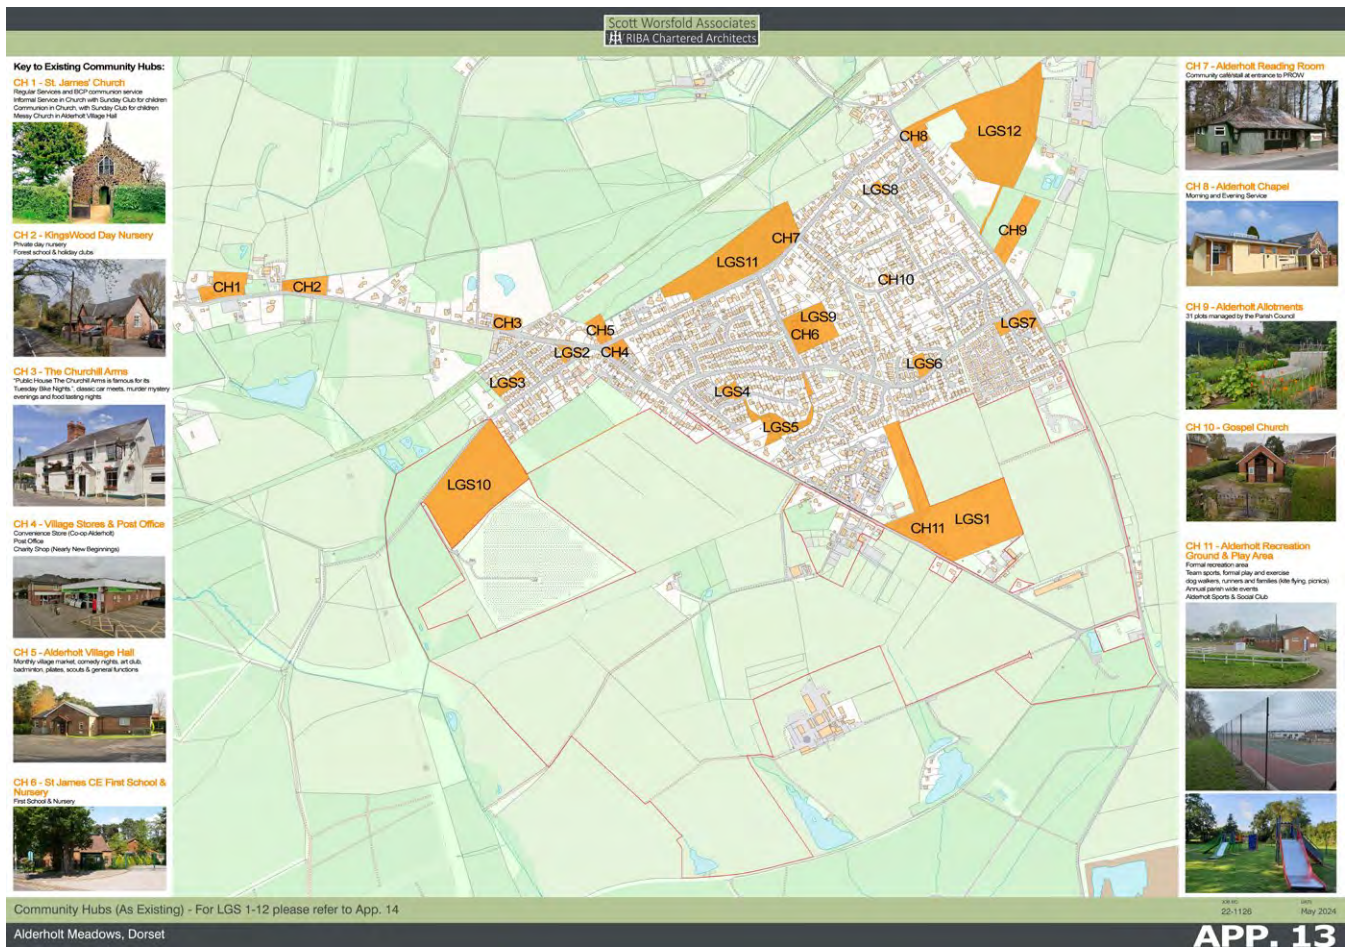 Scott Worsfold Associates
RIBA Chartered Architects
Key to Existing Community Hubs:
CH 1 - St. James' Church
Regular Services and BCP communion service
Informal Service in Church with Sunday Club for children
Communion in Church, with Sunday Club for children
Messy Church in Alderholt Village Hall
CH 2 - KingsWood Day Nursery
Private day nursery
Forest school & holiday clubs
CH 3 - The Churchill Arms
"Public House The Churchill Arms is famous for its
Tuesday Bike Nights.", classic car meets, murder mystery
evenings and food tasting nights
CH 4 - Village Stores & Post Office
Convenience Store (Co-op Alderholt)
Post Office
Charity Shop (Nearly New Beginnings)
CH 5 - Alderholt Village Hall
Monthly village market, comedy nights, art club,
badminton, pilates, scouts & general functions
CH 6 - St James CE First School &
Nursery
First School & Nursery
CH8
LGS12
LGS8
CH9
CH7
LGS11
CH10
CH1
CH2
CH3
CH5
LGS9
CH6
LGS7
LGS2
CH4
LGS6
LGS3
LGS4
LGS5
LGS10
LGS1
CH11
CH 7 - Alderholt Reading Room
Community café/stall at entrance to PROW
CH 8 - Alderholt Chapel
Morning and Evening Service
CH 9 - Alderholt Allotments
31 plots managed by the Parish Council
CH 10 - Gospel Church
CH 11 - Alderholt Recreation
Ground & Play Area
Formal recreation area
Team sports, formal play and exercise
dog walkers, runners and families (kite flying, picnics)
Annual parish wide events
Alderholt Sports & Social Club
Community Hubs (As Existing) - For LGS 1-12 please refer to App. 14
22-1126
May 2024
Alderholt Meadows, Dorset
APP. 13